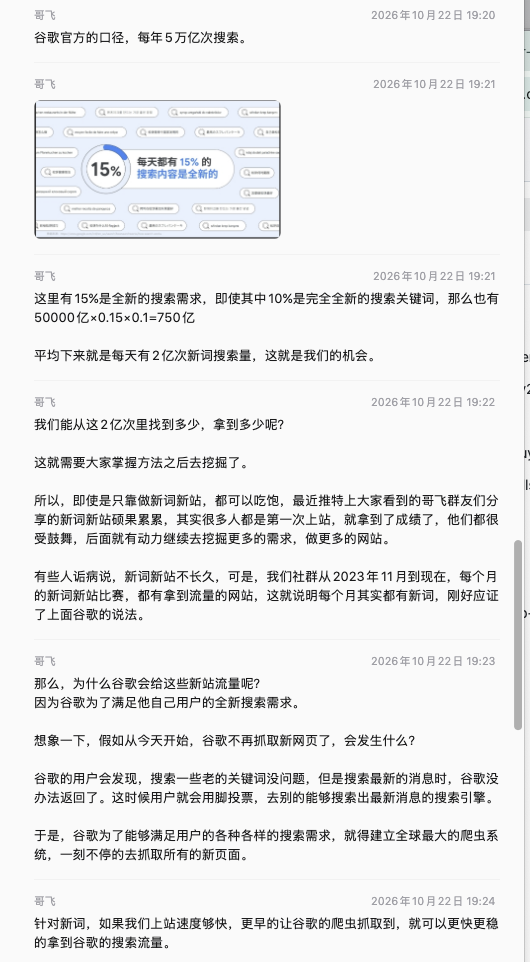 哥飞 2026年10月22日 19:20
谷歌官方的口径，每年5万亿次搜索。
哥飞 2026年10月22日 19:21
15%
每天都有 15% 的
搜索内容是全新的
哥飞 2026年10月22日 19:21
这里有15%是全新的搜索需求，即使其中10%是完全全新的搜索关键词，那么也有
50000亿×0.15×0.1=750亿
平均下来就是每天有2亿次新词搜索量，这就是我们的机会。
哥飞 2026年10月22日 19:22
我们能从这2亿次里找到多少，拿到多少呢?
这就需要大家掌握方法之后去挖掘了。
所以，即使是只靠做新词新站，都可以吃饱，最近推特上大家看到的哥飞群友们分
享的新词新站硕果累累，其实很多人都是第一次上站，就拿到了成绩了，他们都很
受鼓舞，后面就有动力继续去挖掘更多的需求，做更多的网站。
有些人诟病说，新词新站不长久，可是，我们社群从2023年11月到现在，每个月
的新词新站比赛，都有拿到流量的网站，这就说明每个月其实都有新词，刚好应证
了上面谷歌的说法。
哥飞 2026年10月22日 19:23
那么，为什么谷歌会给这些新站流量呢?
因为谷歌为了满足他自己用户的全新搜索需求。
想象一下，假如从今天开始，谷歌不再抓取新网页了，会发生什么?
谷歌的用户会发现，搜索一些老的关键词没问题，但是搜索最新的消息时，谷歌没
办法返回了。这时候用户就会用脚投票，去别的能够搜索出最新消息的搜索引擎。
于是，谷歌为了能够满足用户的各种各样的搜索需求，就得建立全球最大的爬虫系
统，一刻不停的去抓取所有的新页面。
哥飞 2026年10月22日 19:24
针对新词，如果我们上站速度够快，更早的让谷歌的爬虫抓取到，就可以更快更稳
的拿到谷歌的搜索流量。